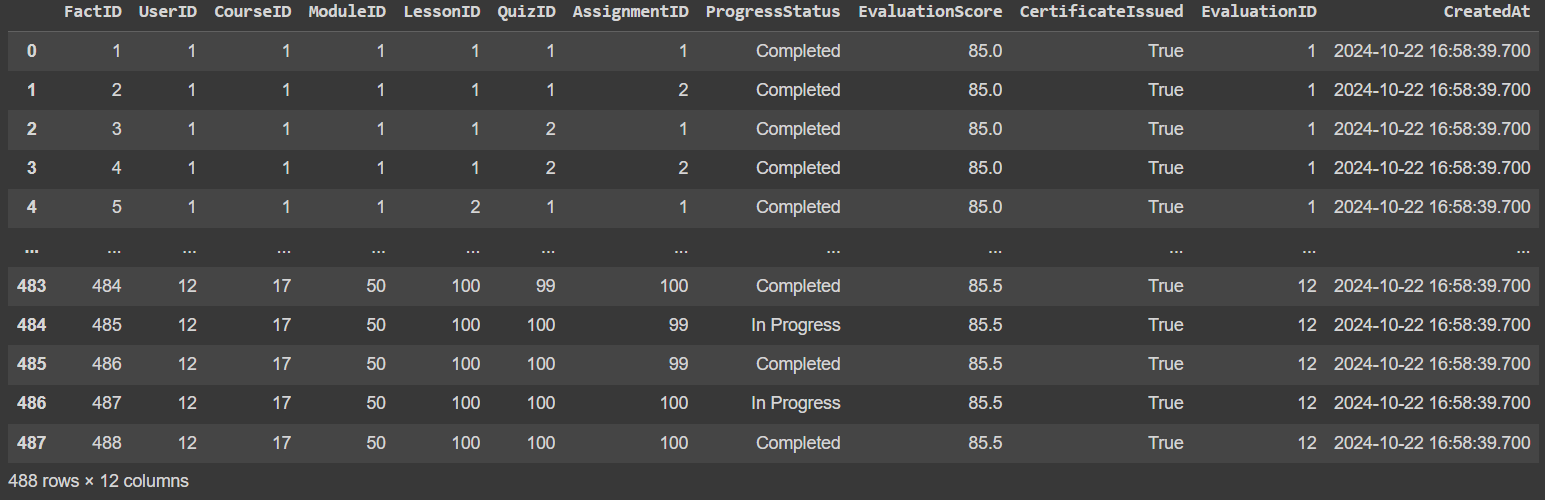 FactID UserID CourseID ModuleID LessonID QuizID AssignmentID ProgressStatus EvaluationScore CertificateIssued EvaluationID CreatedAt
0 1 1 1 1 1 1 1 Completed 85.0 True 1 2024-10-22 16:58:39.700
1 2 1 1 1 1 1 2 Completed 85.0 True 1 2024-10-22 16:58:39.700
2 3 1 1 1 1 2 1 Completed 85.0 True 1 2024-10-22 16:58:39.700
3 4 1 1 1 1 2 2 Completed 85.0 True 1 2024-10-22 16:58:39.700
4 5 1 1 1 2 1 1 Completed 85.0 True 1 2024-10-22 16:58:39.700
... ... ... ... ... ... ... ... ... ... ... ... ...
483 484 12 17 50 100 99 100 Completed 85.5 True 12 2024-10-22 16:58:39.700
484 485 12 17 50 100 100 99 In Progress 85.5 True 12 2024-10-22 16:58:39.700
485 486 12 17 50 100 100 99 Completed 85.5 True 12 2024-10-22 16:58:39.700
486 487 12 17 50 100 100 100 In Progress 85.5 True 12 2024-10-22 16:58:39.700
487 488 12 17 50 100 100 100 Completed 85.5 True 12 2024-10-22 16:58:39.700
488 rows × 12 columns